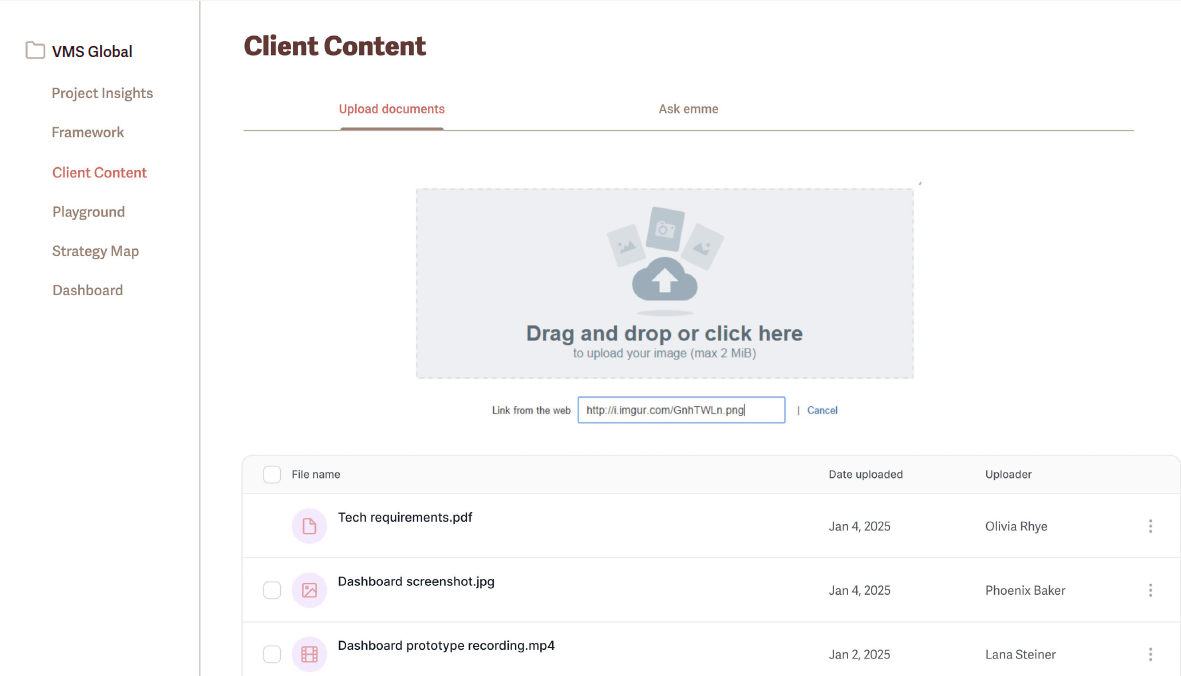 VMS Global
Project Insights
Framework
Client Content
Playground
Strategy Map
Dashboard
Client Content
Upload documents
Ask emme
Drag and drop or click here
to upload your image (max 2 MiB)
Link from the web http://i.imgur.com/GnhTWLn.png | Cancel
File name Date uploaded Uploader
Tech requirements.pdf Jan 4, 2025 Olivia Rhye
Dashboard screenshot.jpg Jan 4, 2025 Phoenix Baker
Dashboard prototype recording.mp4 Jan 2, 2025 Lana Steiner